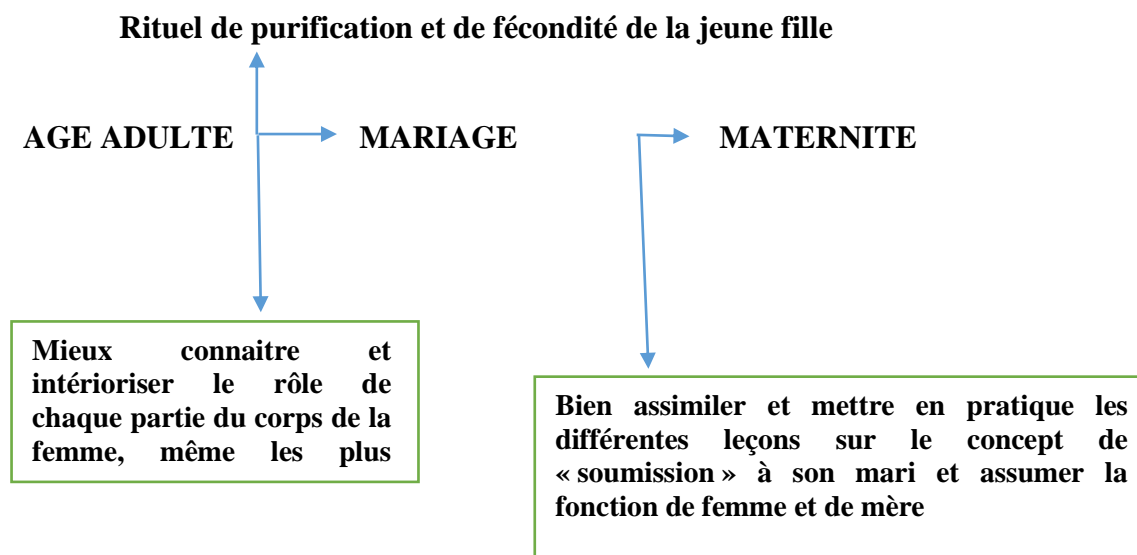 Rituel de purification et de fécondité de la jeune fille
AGE ADULTE MARIAGE MATERNITE
Mieux connaitre et
intérioriser le rôle de
chaque partie du corps de la
femme, même les plus
Bien assimiler et mettre en pratique les
différentes leçons sur le concept de
« soumission » à son mari et assumer la
fonction de femme et de mère